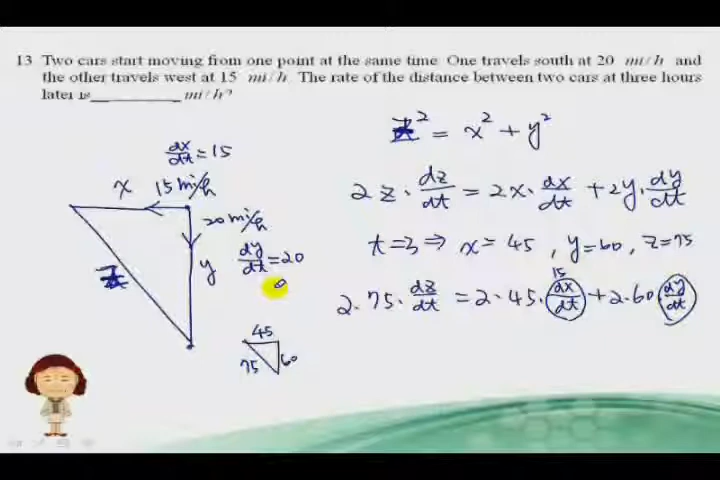 13 Two cars start moving from one point at the same time. One travels south at 20 mi/h and
the other travels west at 15 mi/h. The rate of the distance between two cars at three hours
later is__________ mi/h?
z² = x² + y²
dx/dt = 15
x 15 mi/h
20 mi/h
2z · dz/dt = 2x · dx/dt + 2y · dy/dt
t=3 ⇒ x=45, y=60, z=75
y dy/dt = 20
z
15
2·75· dz/dt = 2·45· dx/dt + 2·60 dy/dt
45
75 60